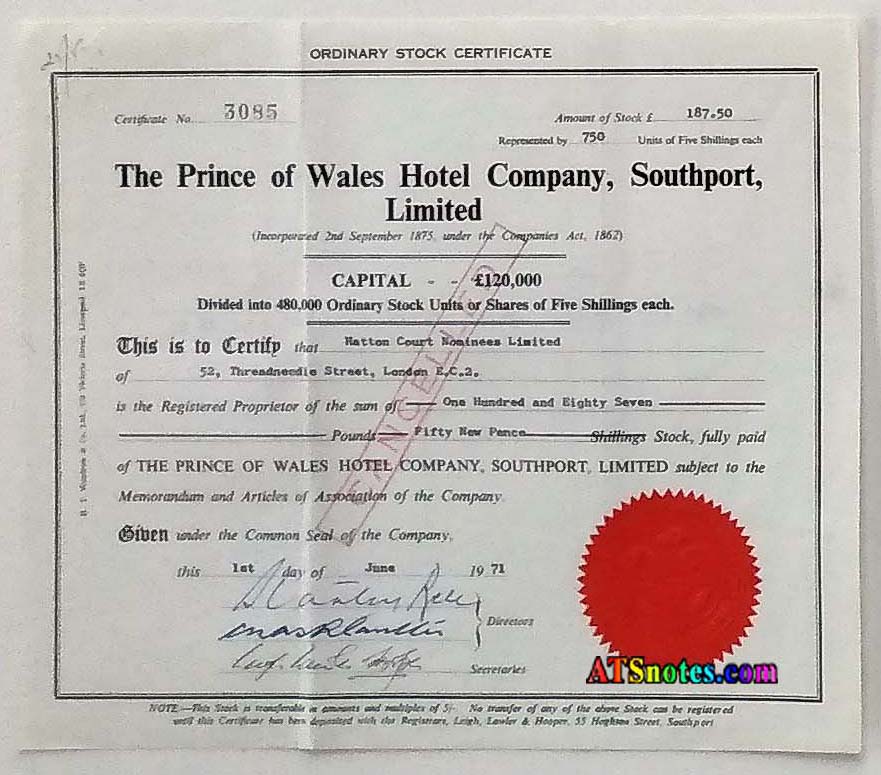 ORDINARY STOCK CERTIFICATE
Certificate No. 3085
Amount of Stock £ 187.50
Represented by 750 Units of Five Shillings each
The Prince of Wales Hotel Company, Southport,
Limited
(Incorporated 2nd September 1875, under the Companies Act, 1862)
CAPITAL - - £120,000
Divided into 480,000 Ordinary Stock Units or Shares of Five Shillings each.
This is to Certify that Hatton Court Nominees Limited
of 52, Threadneedle Street, London E.C.2.
is the Registered Proprietor of the sum of One Hundred and Eighty Seven
Pounds Fifty New Pence Shillings Stock, fully paid
of THE PRINCE OF WALES HOTEL COMPANY, SOUTHPORT, LIMITED subject to the
Memorandum and Articles of Association of the Company.
Given under the Common Seal of the Company,
this 1st day of June 1971
Directors
Secretaries
CANCELLED
ATSnotes.com
NOTE.—This Stock is transferable in amounts and multiples of 5/-. No transfer of any of the above Stock can be registered
until this Certificate has been deposited with the Registrars, Leigh, Lawler & Hooper, 55 Hoghton Street, Southport